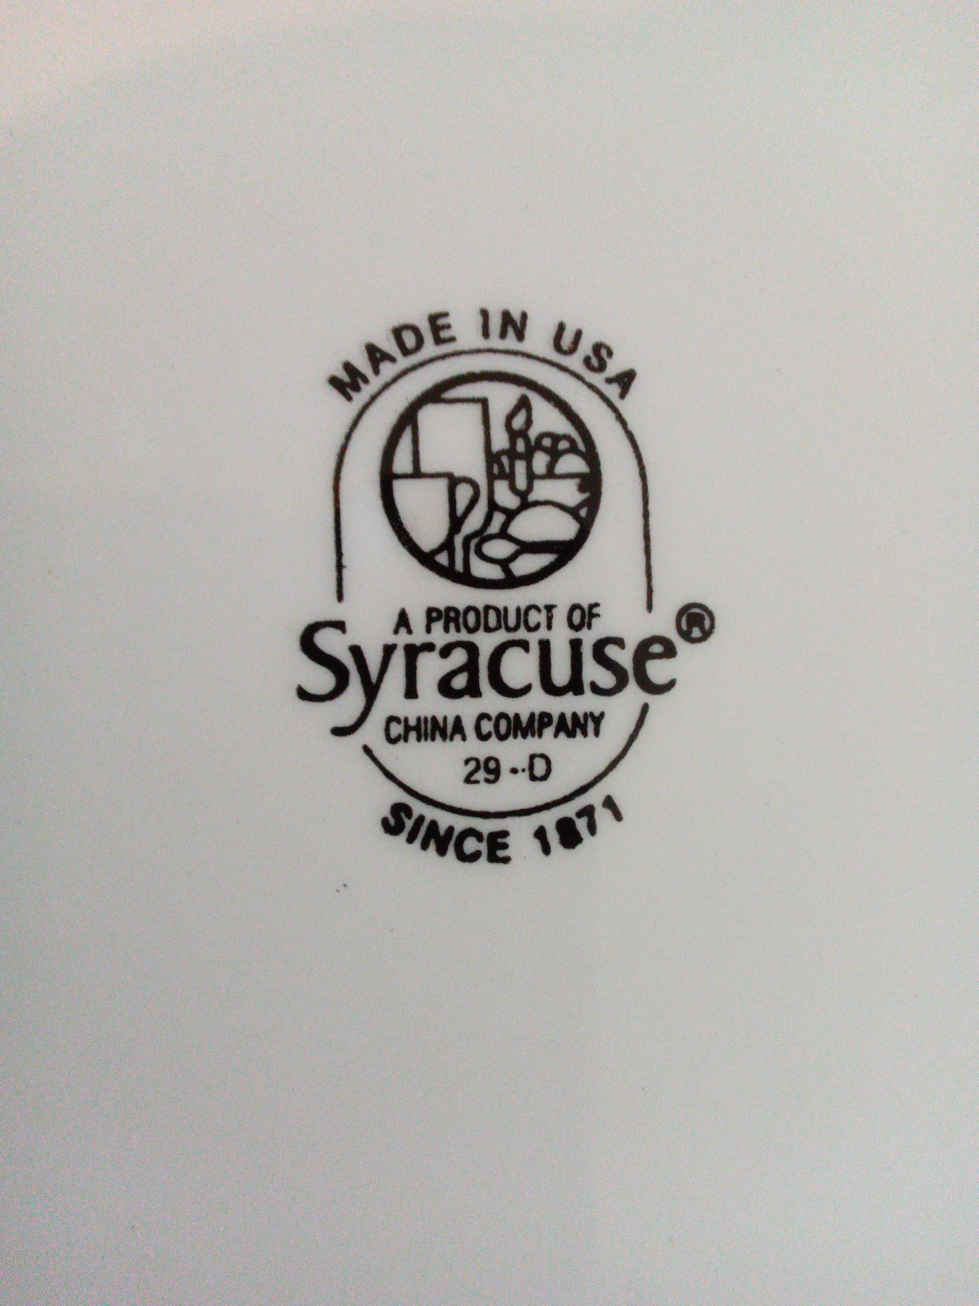 MADE IN USA
A PRODUCT OF
Syracuse®
CHINA COMPANY
29--D
SINCE 1871